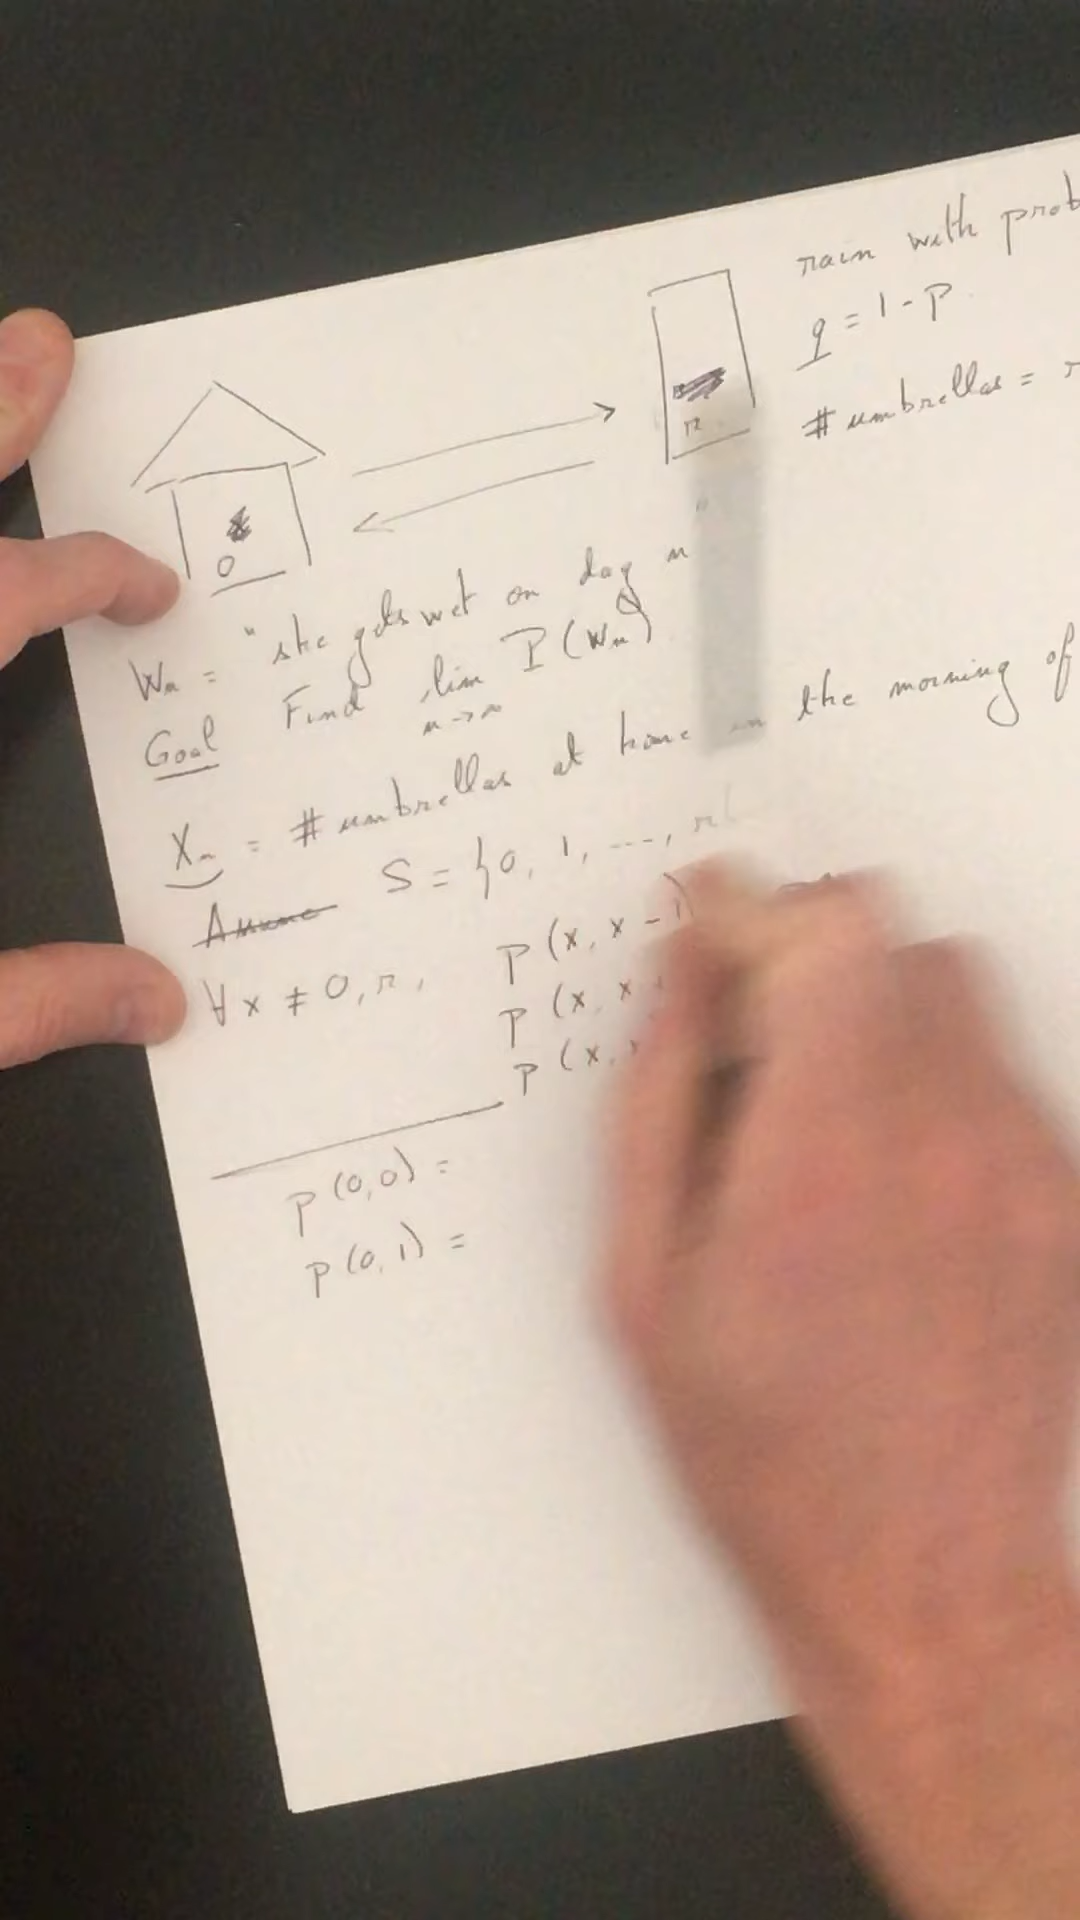 rain with prob
q = 1 - p.
# umbrellas = r
r
0
Wn = "she gets wet on day n"
Goal Find lim P(Wn)
n→∞
Xn = # umbrellas at home in the morning of
S = {0, 1, ---, r
∀x ≠ 0, r, p(x, x-1)
p(x, x
p(x,
p(0,0) =
p(0,1) =